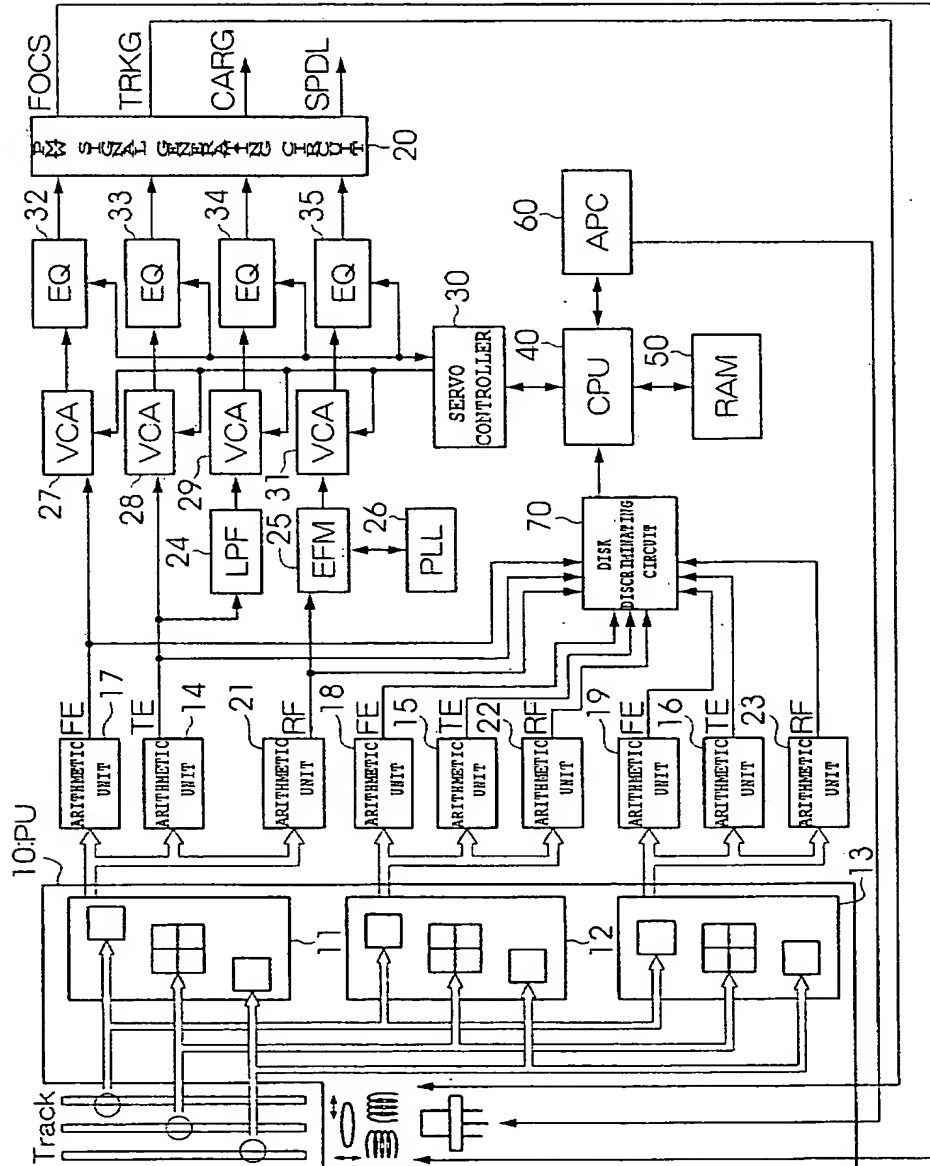 FOCS
TRKG
CARG
SPDL
PWM SIGNAL GENERATING CIRCUIT
20
32
EQ
33
EQ
34
EQ
35
EQ
27
VCA
28
VCA
29
VCA
31
VCA
30
SERVO
CONTROLLER
60
APC
40
CPU
50
RAM
24
LPF
25
EFM
26
PLL
70
DISK
DISCRIMINATING
CIRCUIT
FE
17
ARITHMETIC
UNIT
TE
14
ARITHMETIC
UNIT
21
RF
ARITHMETIC
UNIT
18
FE
ARITHMETIC
UNIT
15
TE
ARITHMETIC
UNIT
22
RF
ARITHMETIC
UNIT
19
FE
ARITHMETIC
UNIT
16
TE
ARITHMETIC
UNIT
23
RF
ARITHMETIC
UNIT
10:PU
11
12
13
Track